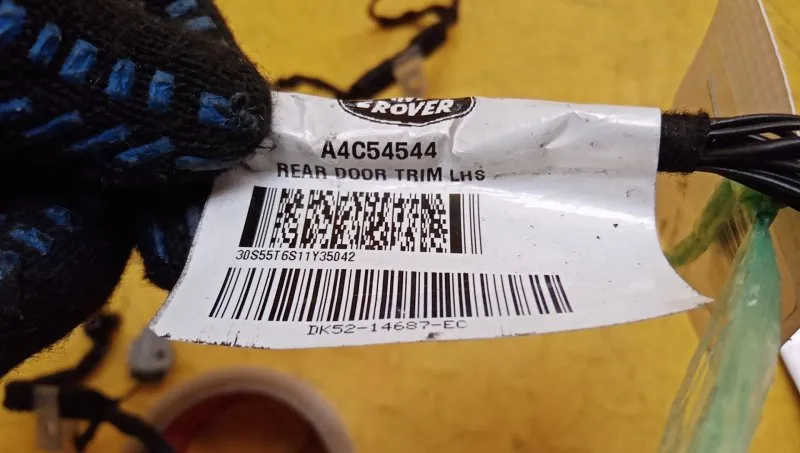 ROVER
A4C54544
REAR DOOR TRIM LHS
30S55T6S11Y35042
DK52-14687-EC